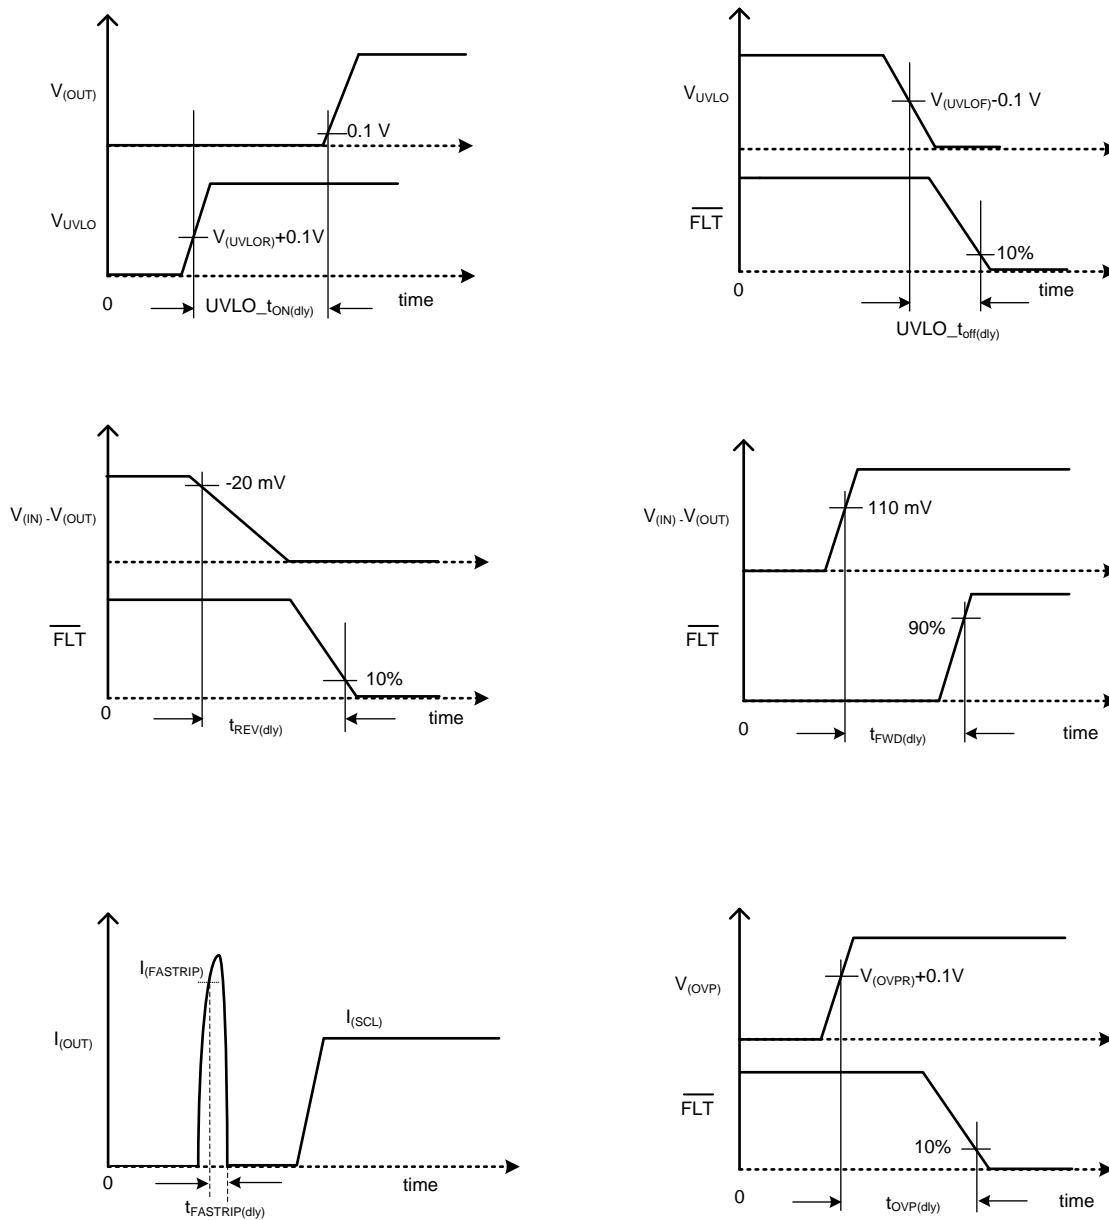 V(OUT)
0.1 V
VUVLO
V(UVLOR)+0.1V
0
UVLO_tON(dly)
time
VUVLO
V(UVLOF)-0.1 V
FLT
10%
0
time
UVLO_toff(dly)
V(IN) - V(OUT)
-20 mV
FLT
10%
0
tREV(dly)
time
V(IN) - V(OUT)
110 mV
FLT
90%
0
tFWD(dly)
time
I(FASTRIP)
I(OUT)
I(SCL)
0
time
tFASTRIP(dly)
V(OVP)
V(OVPR)+0.1V
FLT
10%
0
tOVP(dly)
time